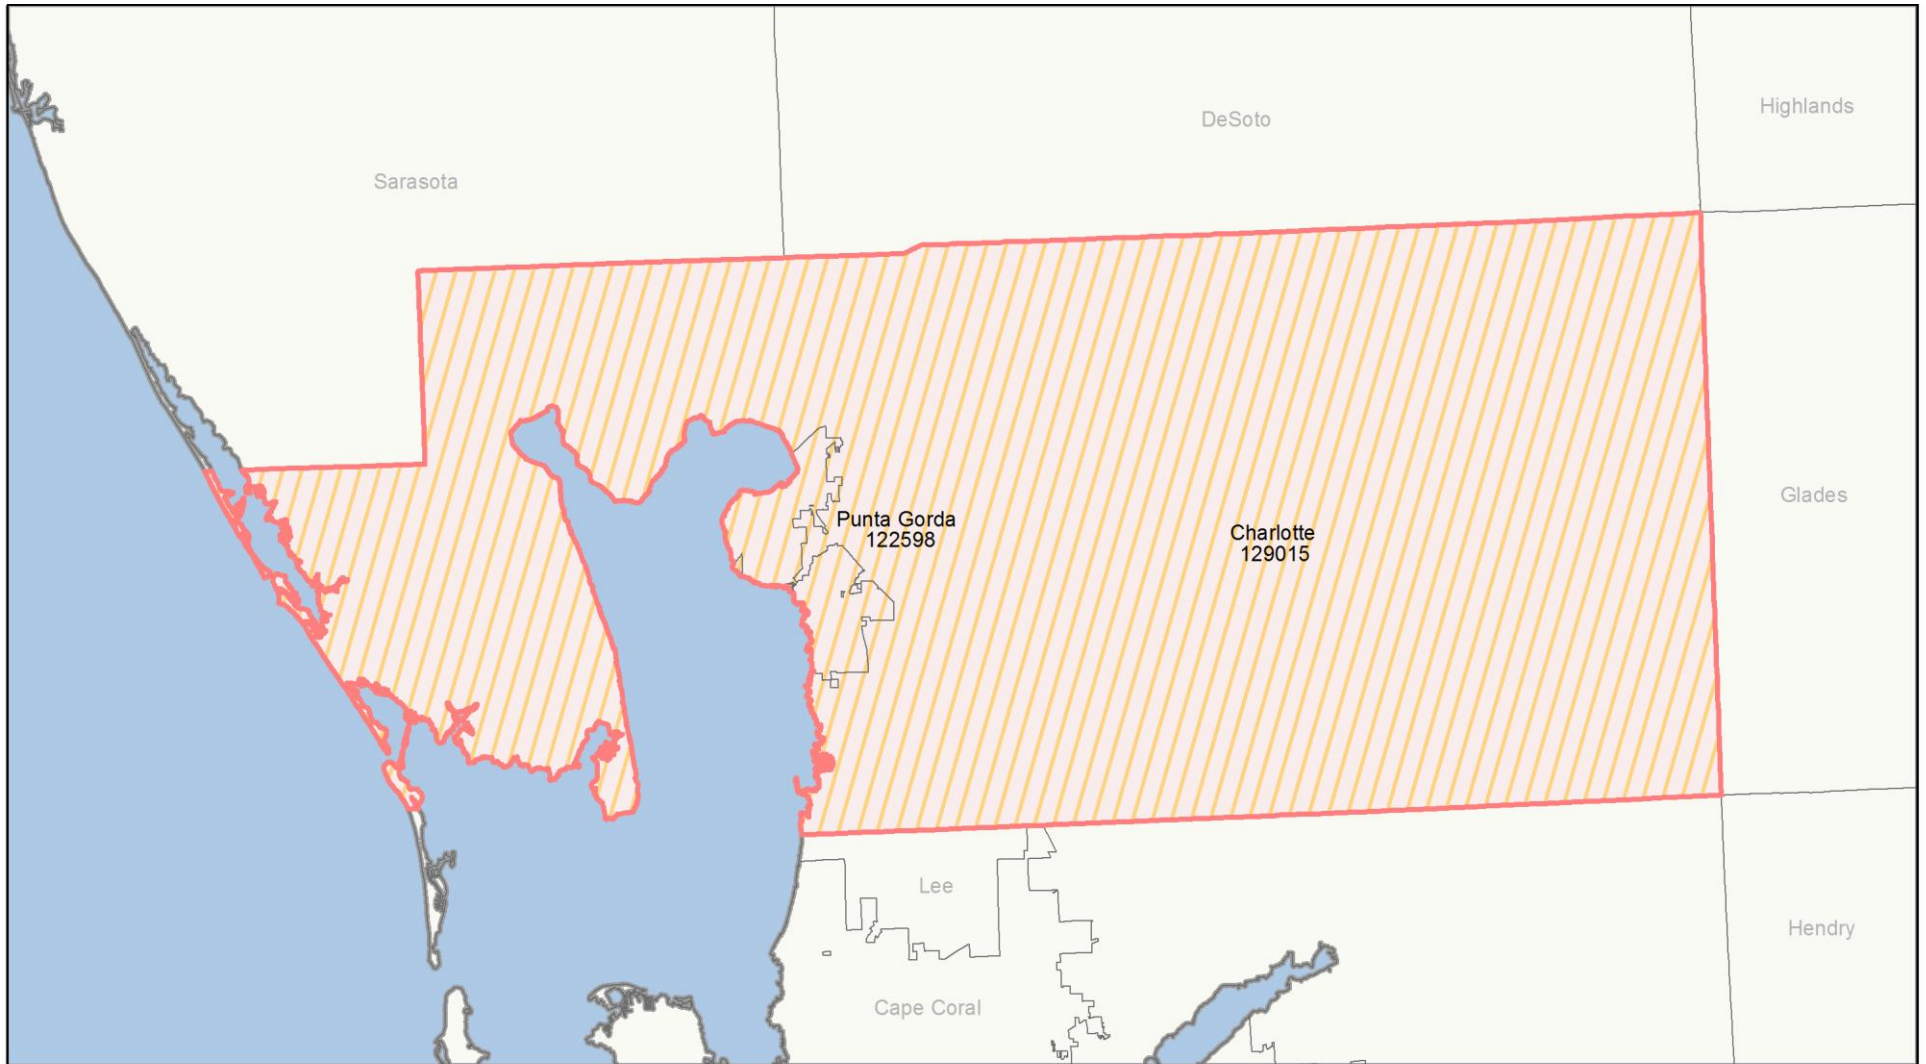 Highlands
DeSoto
Sarasota
Glades
Punta Gorda
122598
Charlotte
129015
Lee
Hendry
Cape Coral